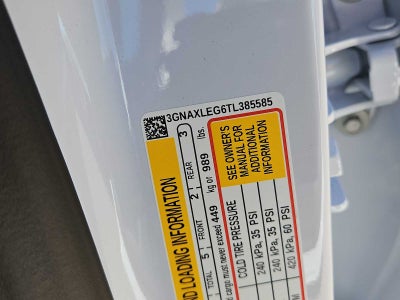 3GNAXLEG6TL385585
ND LOADING INFORMATION
TOTAL 5 FRONT 2 REAR 3
cargo must never exceed 449 kg or 989 lbs.
COLD TIRE PRESSURE
240 kPa, 35 PSI
240 kPa, 35 PSI
420 kPa, 60 PSI
SEE OWNER'S
MANUAL FOR
ADDITIONAL
INFORMATION